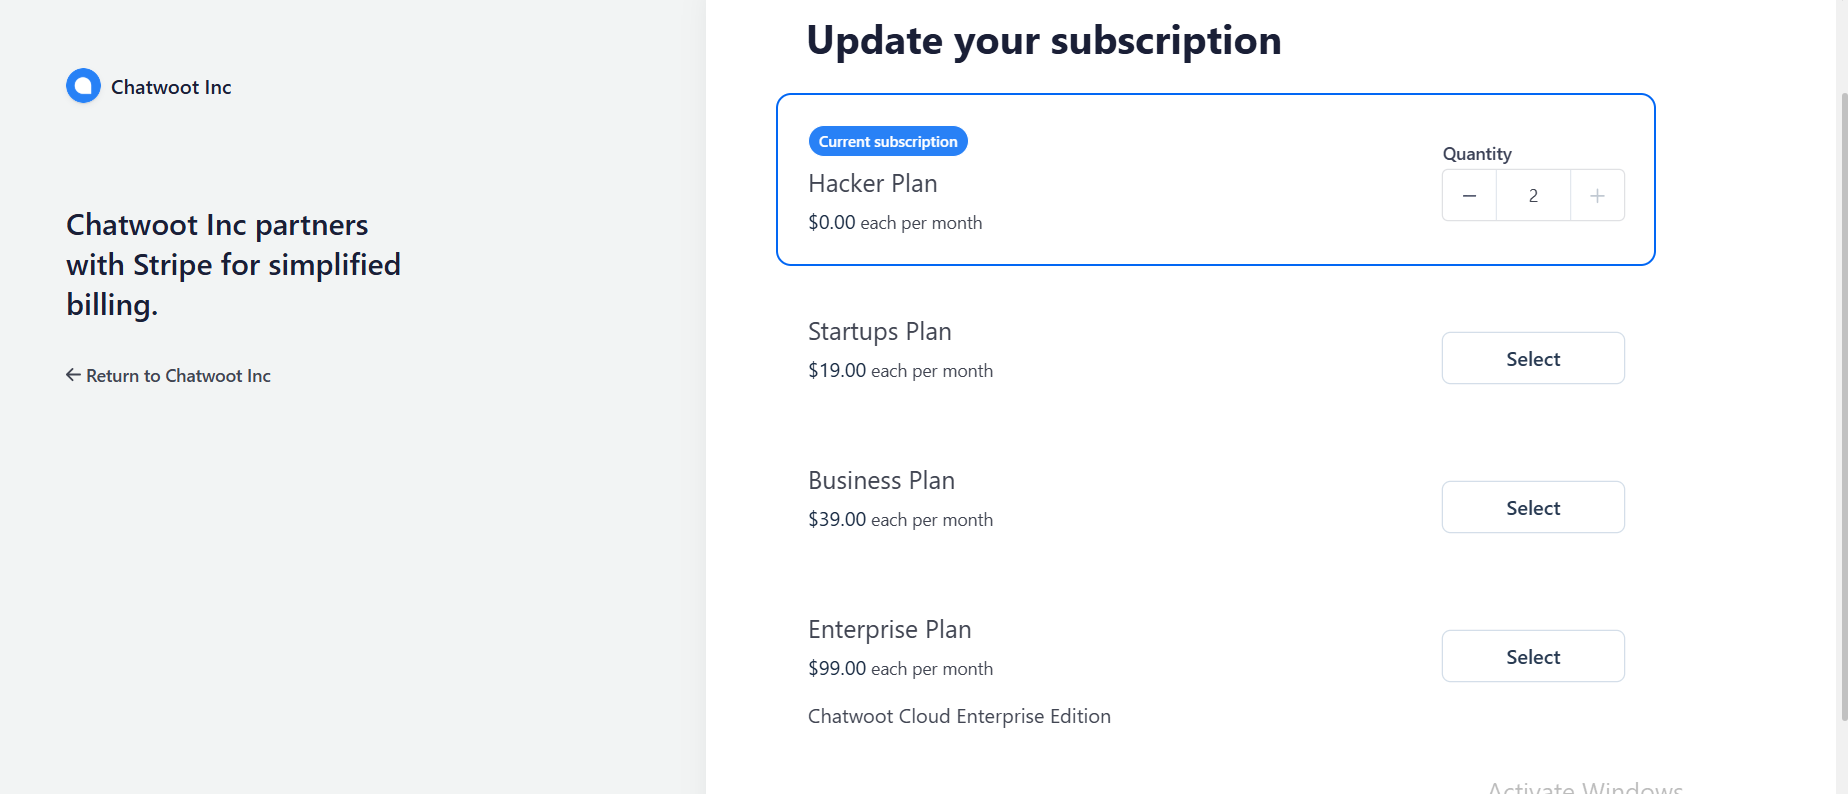 Chatwoot Inc
Chatwoot Inc partners
with Stripe for simplified
billing.
← Return to Chatwoot Inc
Update your subscription
Current subscription
Hacker Plan
$0.00 each per month
Quantity
− 2 +
Startups Plan
$19.00 each per month
Select
Business Plan
$39.00 each per month
Select
Enterprise Plan
$99.00 each per month
Select
Chatwoot Cloud Enterprise Edition
Activate Windows